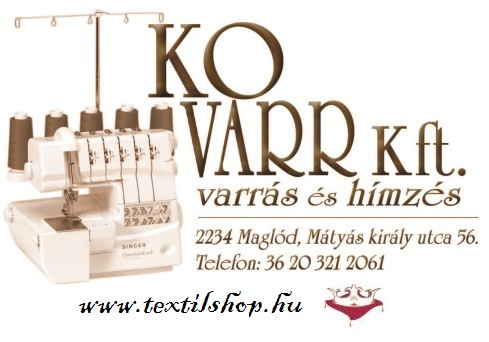 KO
VARR Kft.
varrás és hímzés
2234 Maglód, Mátyás király utca 56.
Telefon: 36 20 321 2061
SINGER
www.textilshop.hu